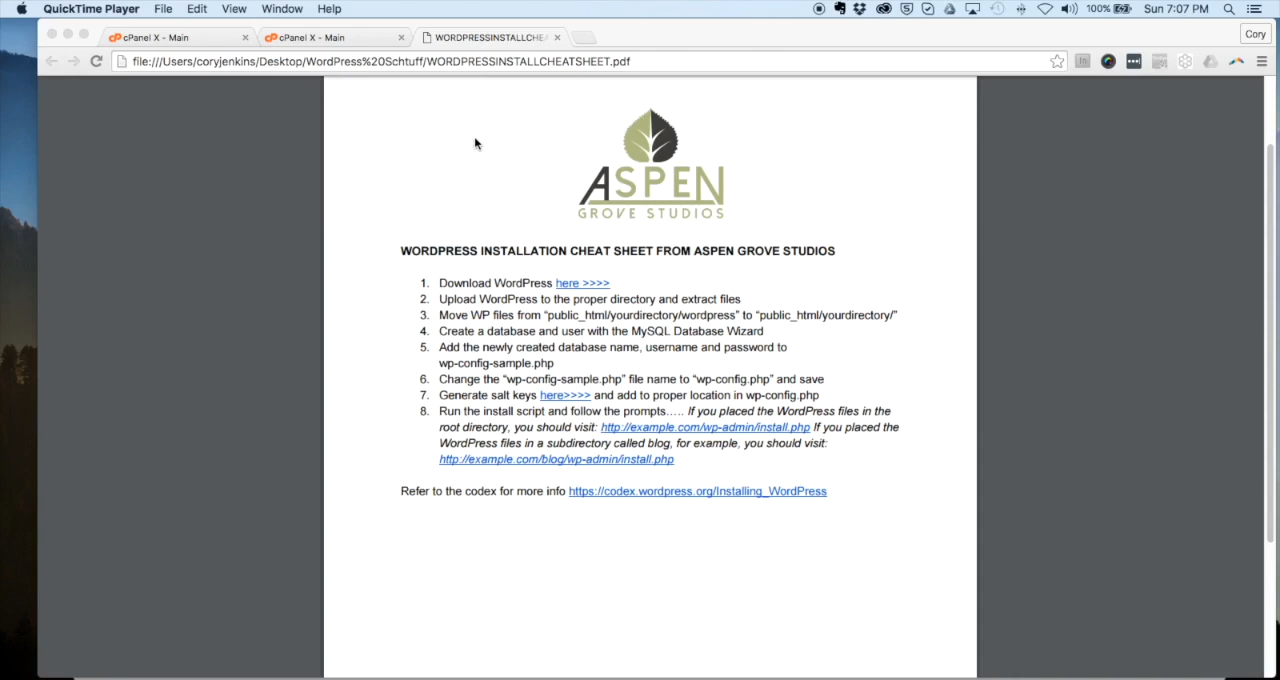 QuickTime Player File Edit View Window Help 100% Sun 7:07 PM
cPanel X - Main cPanel X - Main WORDPRESSINSTALLCHE Cory
file:///Users/coryjenkins/Desktop/WordPress%20Schtuff/WORDPRESSINSTALLCHEATSHEET.pdf
ASPEN
GROVE STUDIOS
WORDPRESS INSTALLATION CHEAT SHEET FROM ASPEN GROVE STUDIOS
1. Download WordPress here >>>>
2. Upload WordPress to the proper directory and extract files
3. Move WP files from “public_html/yourdirectory/wordpress” to “public_html/yourdirectory/”
4. Create a database and user with the MySQL Database Wizard
5. Add the newly created database name, username and password to
wp-config-sample.php
6. Change the “wp-config-sample.php” file name to “wp-config.php” and save
7. Generate salt keys here>>>> and add to proper location in wp-config.php
8. Run the install script and follow the prompts….. If you placed the WordPress files in the
root directory, you should visit: http://example.com/wp-admin/install.php If you placed the
WordPress files in a subdirectory called blog, for example, you should visit:
http://example.com/blog/wp-admin/install.php
Refer to the codex for more info https://codex.wordpress.org/Installing_WordPress